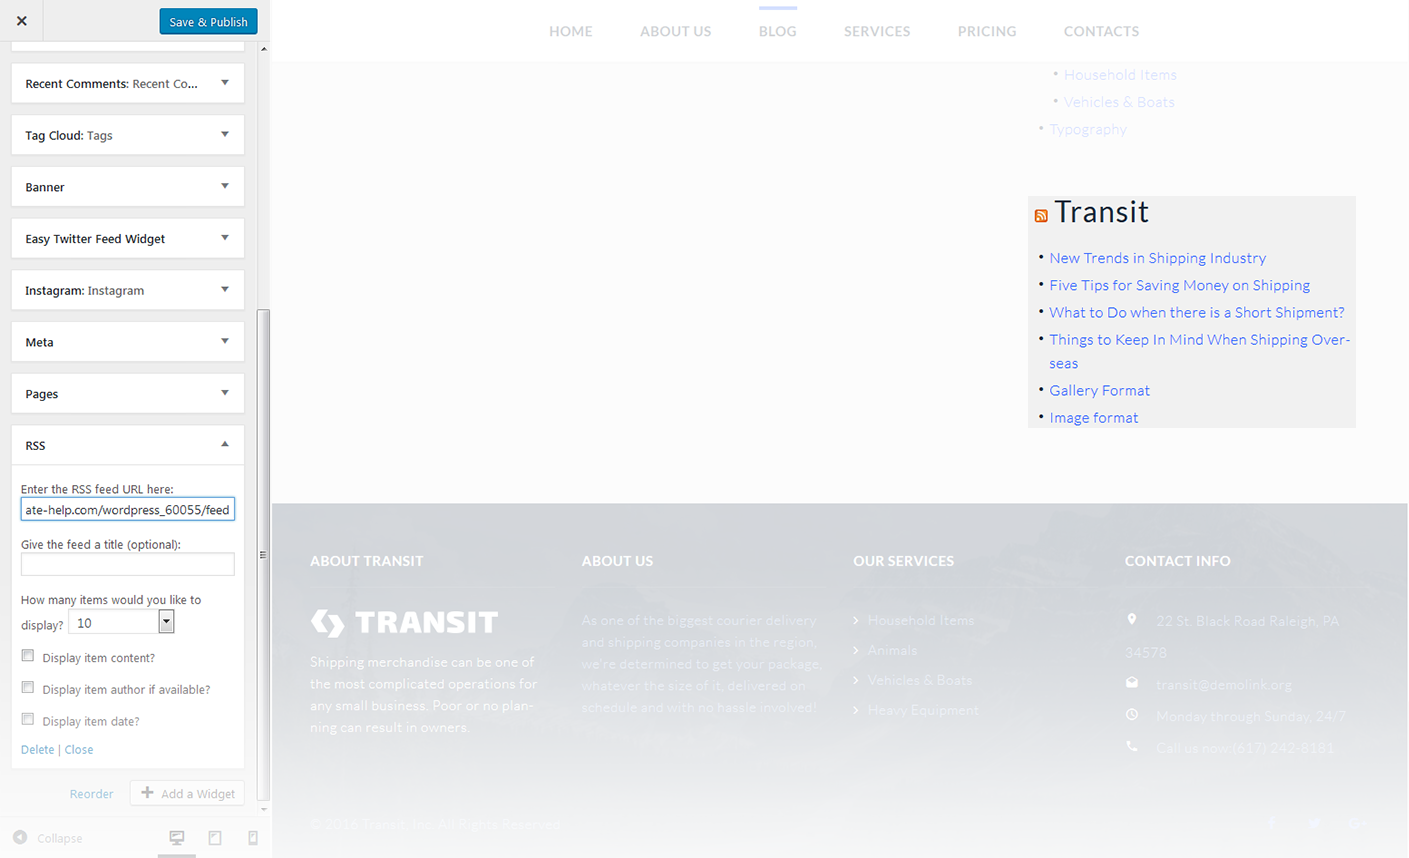 Save & Publish
Recent Comments: Recent Co...
Tag Cloud: Tags
Banner
Easy Twitter Feed Widget
Instagram: Instagram
Meta
Pages
RSS
Enter the RSS feed URL here:
ate-help.com/wordpress_60055/feed
Give the feed a title (optional):
How many items would you like to
display? 10
Display item content?
Display item author if available?
Display item date?
Delete | Close
Reorder
Add a Widget
Collapse
HOME ABOUT US BLOG SERVICES PRICING CONTACTS
• Household Items
• Vehicles & Boats
• Typography
Transit
• New Trends in Shipping Industry
• Five Tips for Saving Money on Shipping
• What to Do when there is a Short Shipment?
• Things to Keep In Mind When Shipping Over-
seas
• Gallery Format
• Image format
ABOUT TRANSIT
TRANSIT
Shipping merchandise can be one of
the most complicated operations for
any small business. Poor or no plan-
ning can result in owners.
ABOUT US
As one of the biggest courier delivery
and shipping companies in the region,
we're determined to get your package,
whatever the size of it, delivered on-
schedule and with no hassle involved!
OUR SERVICES
Household Items
Animals
Vehicles & Boats
Heavy Equipment
CONTACT INFO
22 St. Black Road Raleigh, PA
34578
transit@demolink.org
Monday through Sunday, 24/7
Call us now:(617) 242-8181
© 2016 Transit, Inc. All Rights Reserved